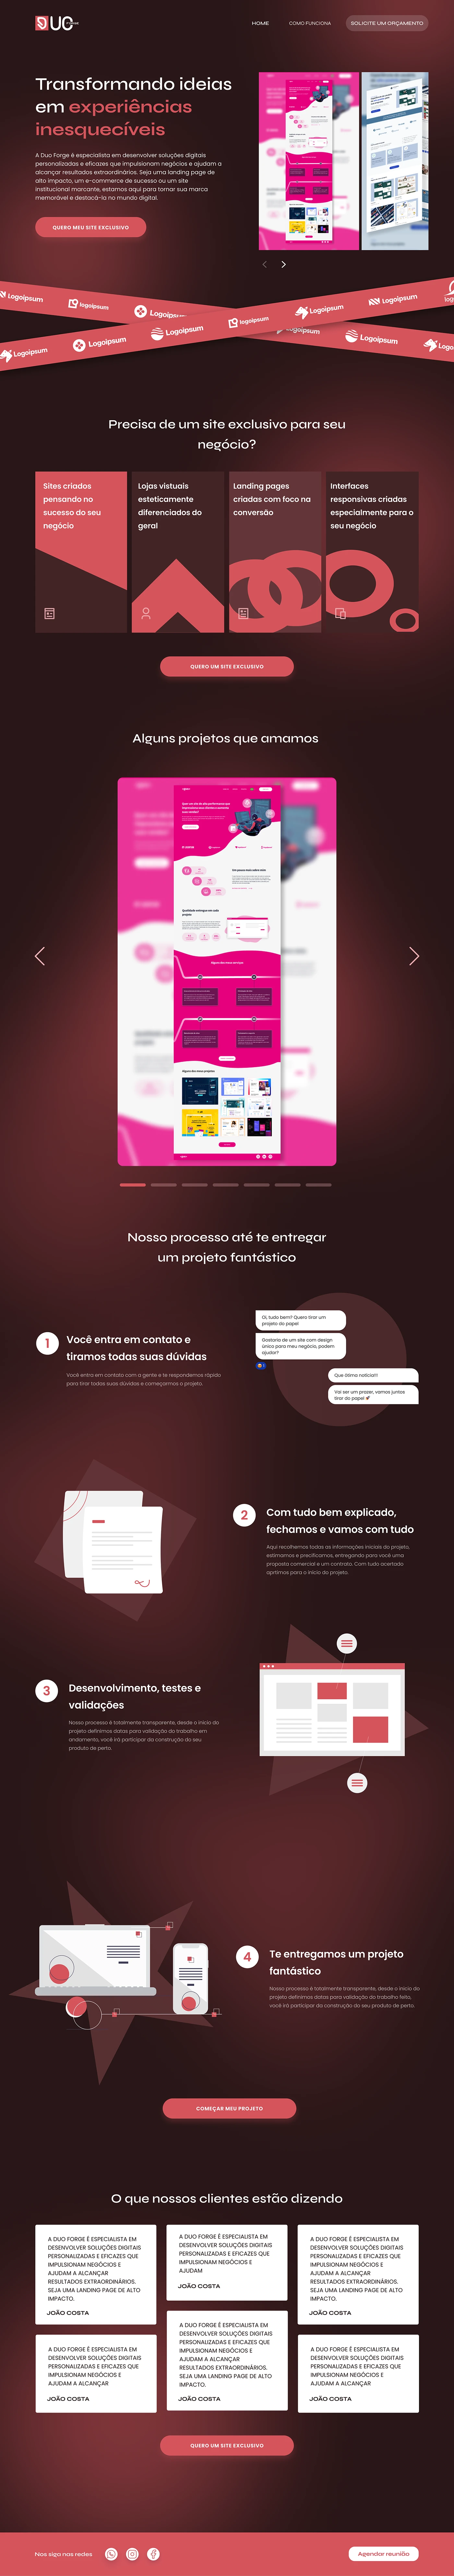 DUO
HOME
COMO FUNCIONA
SOLICITE UM ORÇAMENTO
Transformando ideias
em experiências
inesquecíveis
A Duo Forge é especialista em desenvolver soluções digitais
personalizadas e eficazes que impulsionam negócios e ajudam a
alcançar resultados extraordinários. Seja uma landing page de
alto impacto, um e-commerce de sucesso ou um site
institucional marcante, estamos aqui para tornar sua marca
memorável e destacá-la no mundo digital.
QUERO MEU SITE EXCLUSIVO
Logoipsum
logoipsum
Logoipsum
Logoipsum
Logoipsum
logoipsum
Logoipsum
Logoipsum
Logoipsum
Logoipsum
Precisa de um site exclusivo para seu
negócio?
Sites criados
pensando no
sucesso do seu
negócio
Lojas vistuais
esteticamente
diferenciados do
geral
Landing pages
criadas com foco na
conversão
Interfaces
responsivas criadas
especialmente para o
seu negócio
QUERO UM SITE EXCLUSIVO
Alguns projetos que amamos
Nosso processo até te entregar
um projeto fantástico
1
Você entra em contato e
tiramos todas suas dúvidas
Você entra em contato com a gente e te respondemos rápido
para tirar todas suas dúvidas e começarmos o projeto.
Oi, tudo bem? Quero tirar um
projeto do papel
Gostaria de um site com design
único para meu negócio, podem
ajudar?
Que ótima notícia!!!
Vai ser um prazer, vamos juntos
tirar do papel 🚀
2
Com tudo bem explicado,
fechamos e vamos com tudo
Aqui recolhemos todas as informações iniciais do projeto,
estimamos e precificamos, entregando para você uma
proposta comercial e um contrato. Com tudo acertado
aprtimos para o início do projeto.
3
Desenvolvimento, testes e
validações
Nosso processo é totalmente transparente, desde o início do
projeto definimos datas para validação do trabalho em
andamento, você irá participar da construção do seu
produto de perto.
4
Te entregamos um projeto
fantástico
Nosso processo é totalmente transparente, desde o início do
projeto definimos datas para validação do trabalho feito,
você irá participar da construção do seu produto de perto.
COMEÇAR MEU PROJETO
O que nossos clientes estão dizendo
A DUO FORGE É ESPECIALISTA EM
DESENVOLVER SOLUÇÕES DIGITAIS
PERSONALIZADAS E EFICAZES QUE
IMPULSIONAM NEGÓCIOS E
AJUDAM A ALCANÇAR
RESULTADOS EXTRAORDINÁRIOS.
SEJA UMA LANDING PAGE DE ALTO
IMPACTO.
JOÃO COSTA
A DUO FORGE É ESPECIALISTA EM
DESENVOLVER SOLUÇÕES DIGITAIS
PERSONALIZADAS E EFICAZES QUE
IMPULSIONAM NEGÓCIOS E
AJUDAM
JOÃO COSTA
A DUO FORGE É ESPECIALISTA EM
DESENVOLVER SOLUÇÕES DIGITAIS
PERSONALIZADAS E EFICAZES QUE
IMPULSIONAM NEGÓCIOS E
AJUDAM A ALCANÇAR
RESULTADOS EXTRAORDINÁRIOS.
SEJA UMA LANDING PAGE DE ALTO
IMPACTO.
JOÃO COSTA
A DUO FORGE É ESPECIALISTA EM
DESENVOLVER SOLUÇÕES DIGITAIS
PERSONALIZADAS E EFICAZES QUE
IMPULSIONAM NEGÓCIOS E
AJUDAM A ALCANÇAR
JOÃO COSTA
A DUO FORGE É ESPECIALISTA EM
DESENVOLVER SOLUÇÕES DIGITAIS
PERSONALIZADAS E EFICAZES QUE
IMPULSIONAM NEGÓCIOS E
AJUDAM A ALCANÇAR
RESULTADOS EXTRAORDINÁRIOS.
SEJA UMA LANDING PAGE DE ALTO
IMPACTO.
JOÃO COSTA
A DUO FORGE É ESPECIALISTA EM
DESENVOLVER SOLUÇÕES DIGITAIS
PERSONALIZADAS E EFICAZES QUE
IMPULSIONAM NEGÓCIOS E
AJUDAM A ALCANÇAR
JOÃO COSTA
QUERO UM SITE EXCLUSIVO
Nos siga nas redes
Agendar reunião